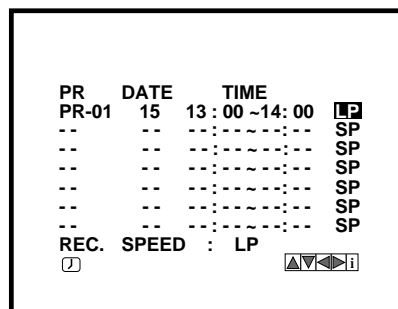 PR DATE TIME
PR-01 15 13 : 00 ~14: 00 LP
- - - - - - : - - ~ - - : - - SP
- - - - - - : - - ~ - - : - - SP
- - - - - - : - - ~ - - : - - SP
- - - - - - : - - ~ - - : - - SP
- - - - - - : - - ~ - - : - - SP
- - - - - - : - - ~ - - : - - SP
REC. SPEED : LP
▲▼◀▶i